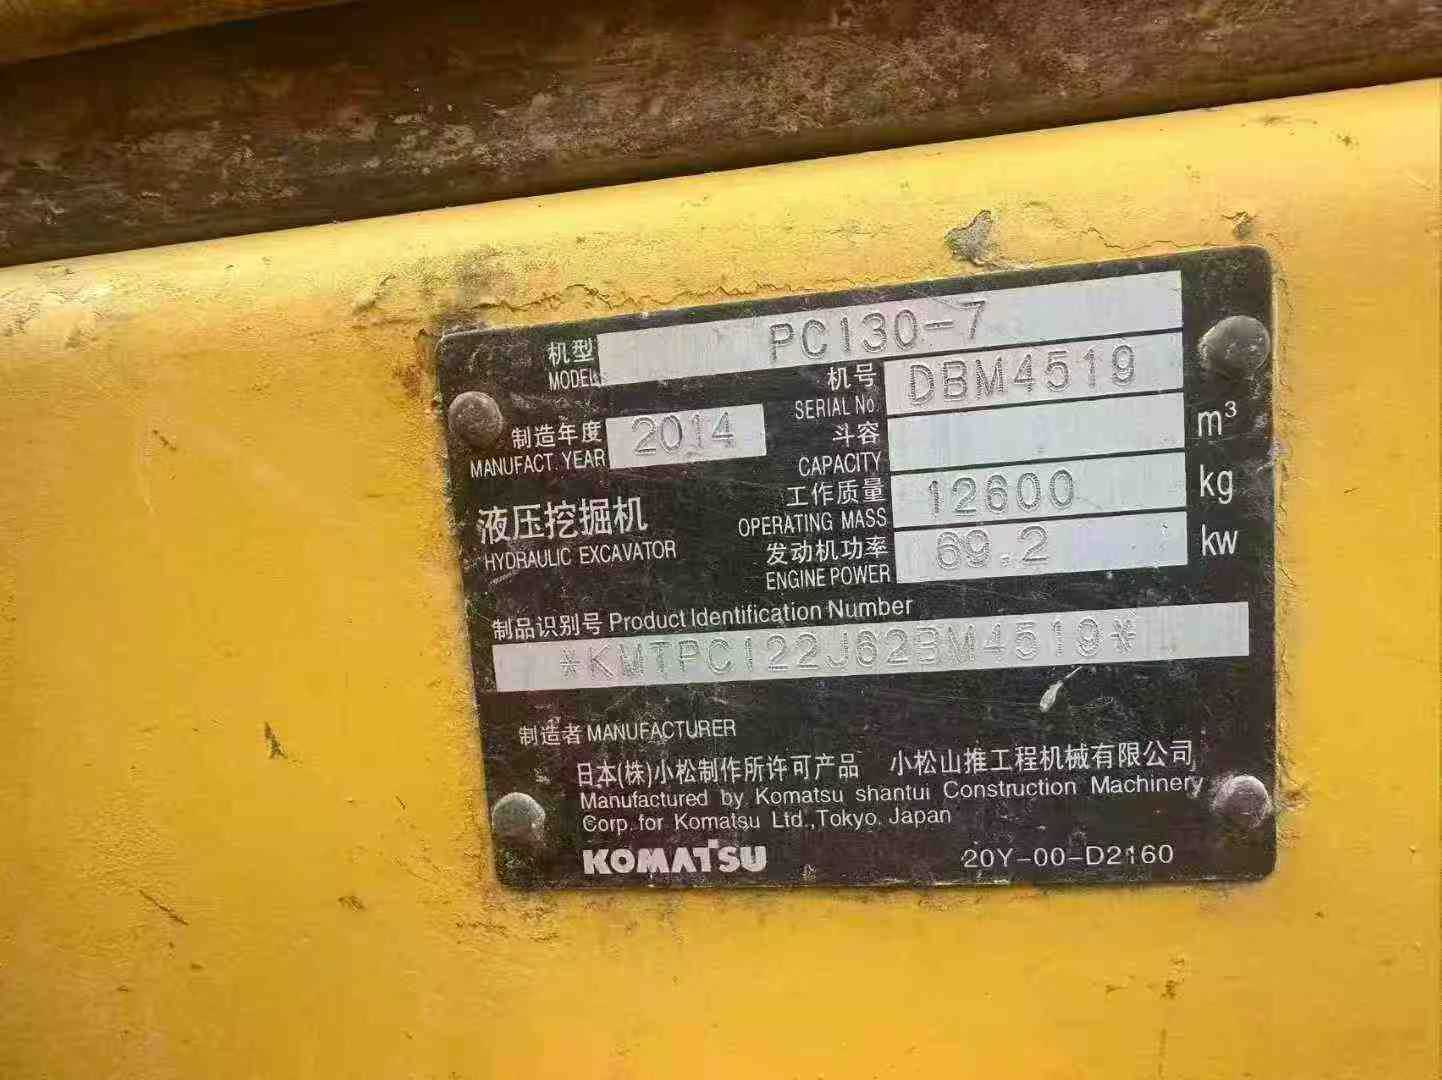 机型 PC130-7
MODEL
机号 DBM4519
SERIAL No.
制造年度 2014
MANUFACT. YEAR
斗容 m³
CAPACITY
工作质量 12600 kg
OPERATING MASS
液压挖掘机
HYDRAULIC EXCAVATOR
发动机功率 69.2 kw
ENGINE POWER
制品识别号 Product Identification Number
*KMTPC122J62BM4519*
制造者 MANUFACTURER
日本(株)小松制作所许可产品 小松山推工程机械有限公司
Manufactured by Komatsu shantui Construction Machinery
Corp. for Komatsu Ltd.,Tokyo. Japan
KOMATSU 20Y-00-D2160